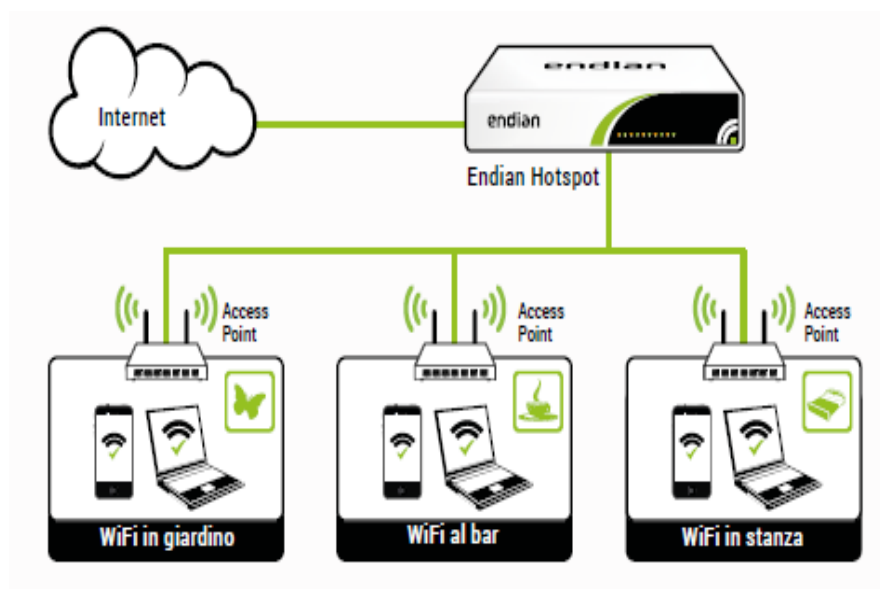 Internet
endian
endian
Endian Hotspot
Access
Point
Access
Point
Access
Point
WiFi in giardino
WiFi al bar
WiFi in stanza